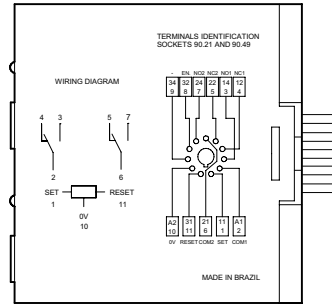 TERMINALS IDENTIFICATION
SOCKETS 90.21 AND 90.49
WIRING DIAGRAM
- EN. NO2 NC2 NO1 NC1
34 32 24 22 14 12
9 8 7 5 3 4
4 3 5 7
2 6
SET RESET
1 11
0V
10
A2 31 21 11 A1
10 11 6 1 2
0V RESET COM2 SET COM1
MADE IN BRAZIL